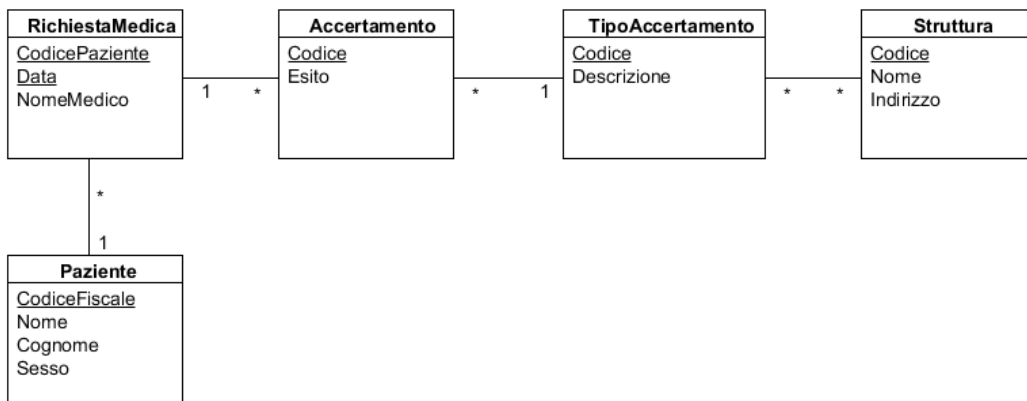 RichiestaMedica
CodicePaziente
Data
NomeMedico
1
*
Accertamento
Codice
Esito
*
1
TipoAccertamento
Codice
Descrizione
*
*
Struttura
Codice
Nome
Indirizzo
*
1
Paziente
CodiceFiscale
Nome
Cognome
Sesso